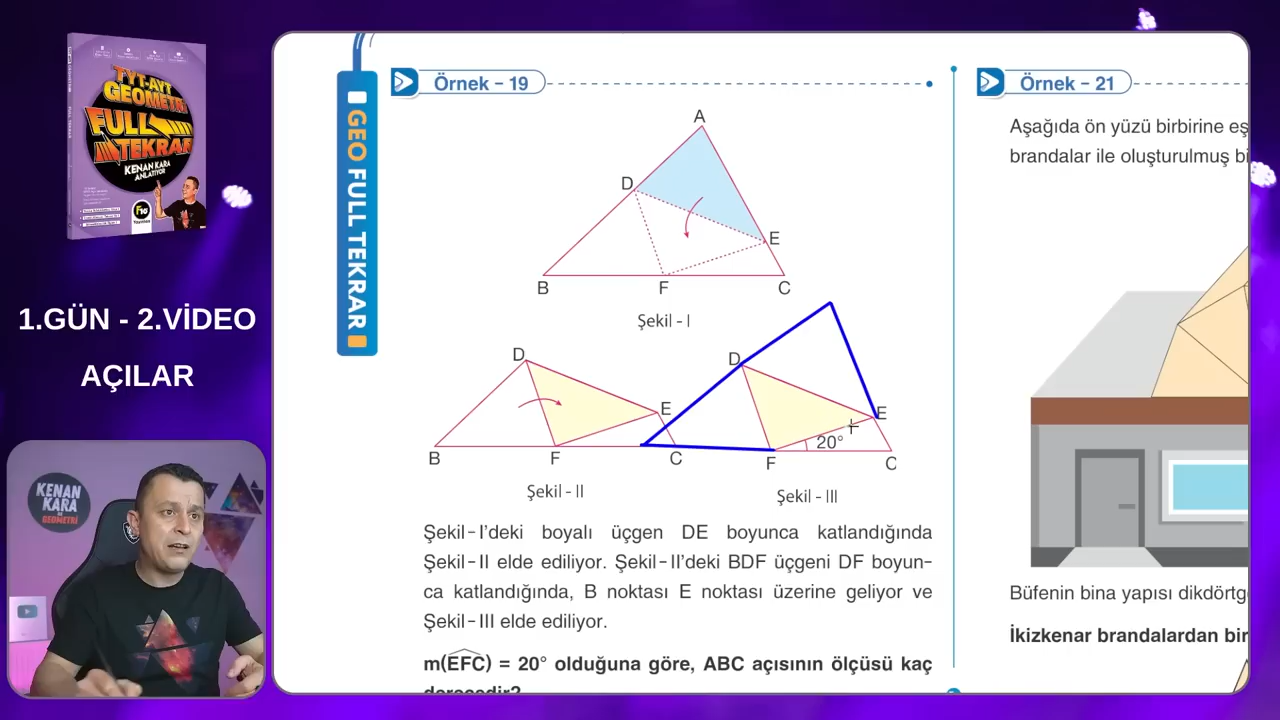 TYT-AYT
GEOMETRİ
FULL
TEKRAR
KENAN KARA
ANLATIYOR
1.GÜN - 2.VİDEO
AÇILAR
KENAN
KARA
GEOMETRİ
GEO FULL TEKRAR
Örnek – 19
A
D
E
B
F
C
Şekil - I
D
E
B
F
C
Şekil - II
D
E
20°
F
C
Şekil - III
Şekil-I'deki boyalı üçgen DE boyunca katlandığında
Şekil-II elde ediliyor. Şekil-II'deki BDF üçgeni DF boyun-
ca katlandığında, B noktası E noktası üzerine geliyor ve
Şekil-III elde ediliyor.
m(EFC) = 20° olduğuna göre, ABC açısının ölçüsü kaç
derecedir?
Örnek – 21
Aşağıda ön yüzü birbirine eş
brandalar ile oluşturulmuş bi
Büfenin bina yapısı dikdörtg
İkizkenar brandalardan bir